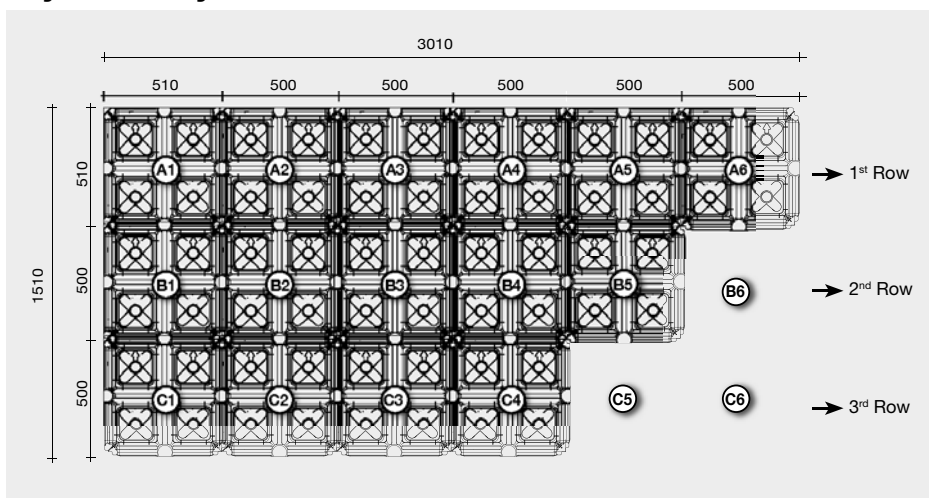 3010
510 500 500 500 500 500
510
A1 A2 A3 A4 A5 A6
1st Row
1510
500
B1 B2 B3 B4 B5 B6
2nd Row
500
C1 C2 C3 C4 C5 C6
3rd Row